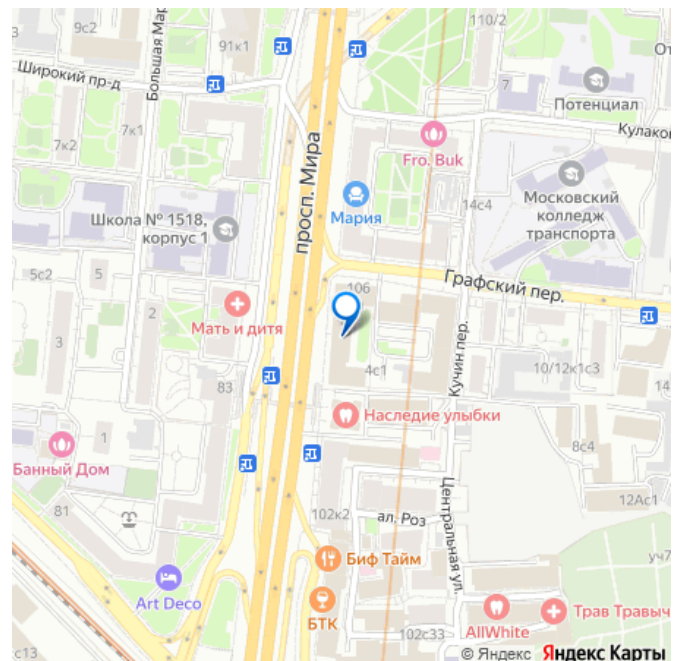 9с2
Большая Мар
91к1
110/2
От
Широкий пр-д
7
Потенциал
7к1
7к2
просп. Мира
Кулаков
Fro. Buk
Мария
Московский
колледж
транспорта
14с4
Школа № 1518,
корпус 1
5с2
5
106
Графский пер.
2
Мать и дитя
3
4с1
Кучин пер.
10/12к1с3
14
83
Наследие улыбки
1
8с4
Банный Дом
12Ас1
81
102к2
ал. Роз
Центральная ул.
уч7
Биф Тайм
Art Deco
БТК
102с33
AllWhite
Трав Травыч
© Яндекс Яндекс Карты